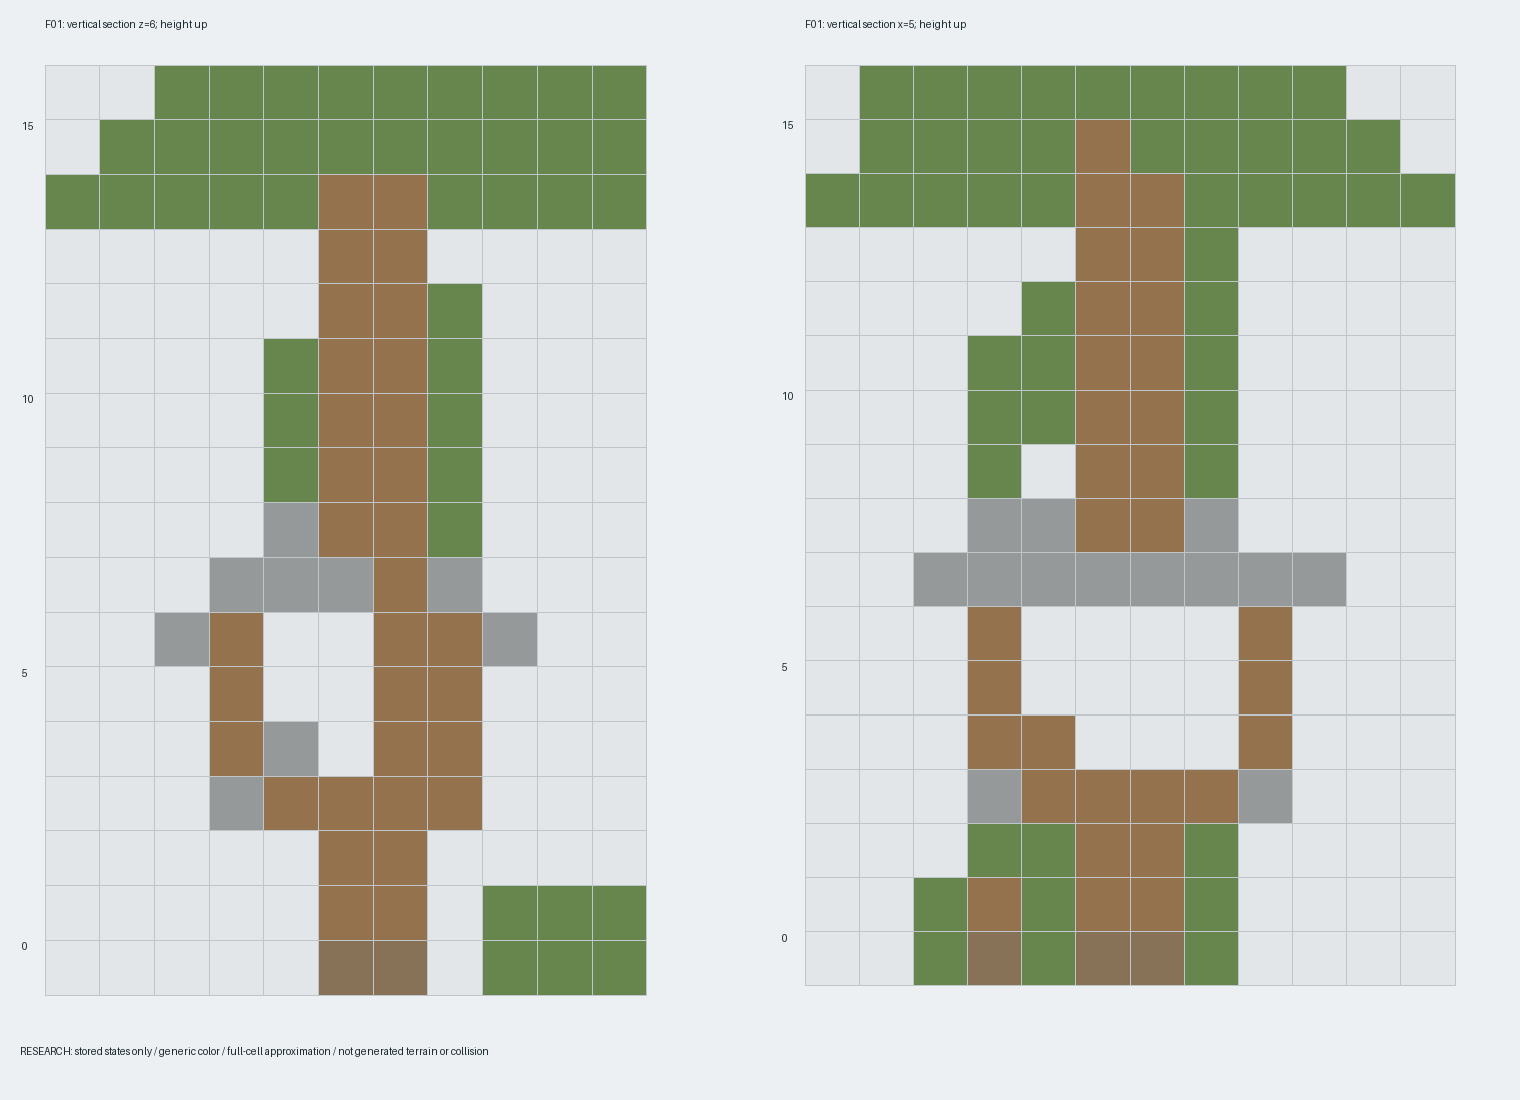 F01: vertical section z=6; height up
F01: vertical section x=5; height up
15
15
10
10
5
5
0
0
RESEARCH: stored states only / generic color / full-cell approximation / not generated terrain or collision